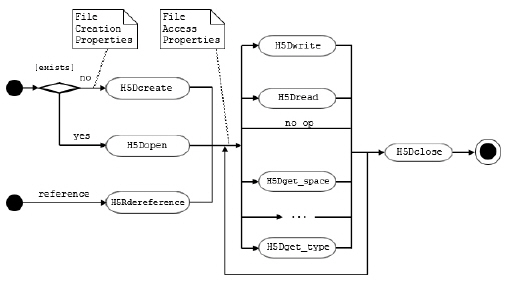 File
Creation
Properties
File
Access
Properties
[exists]
no
H5Dcreate
yes
H5Dopen
reference
H5Rdereference
H5Dwrite
H5Dread
no op
H5Dget_space
...
H5Dget_type
H5Dclose